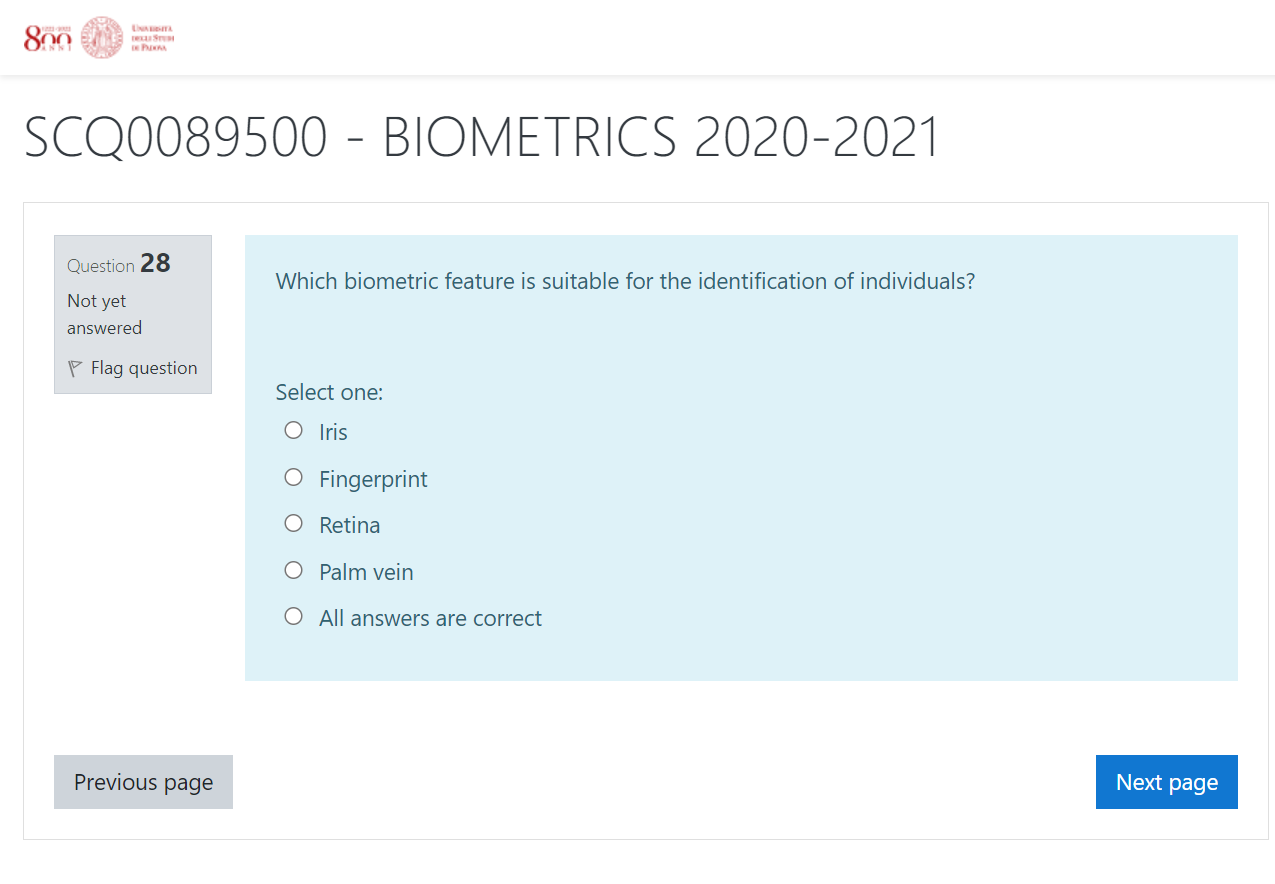 800 1222-2022
ANNI
UNIVERSITÀ
DEGLI STUDI
DI PADOVA
SCQ0089500 - BIOMETRICS 2020-2021
Question 28
Not yet
answered
Flag question
Which biometric feature is suitable for the identification of individuals?
Select one:
Iris
Fingerprint
Retina
Palm vein
All answers are correct
Previous page
Next page